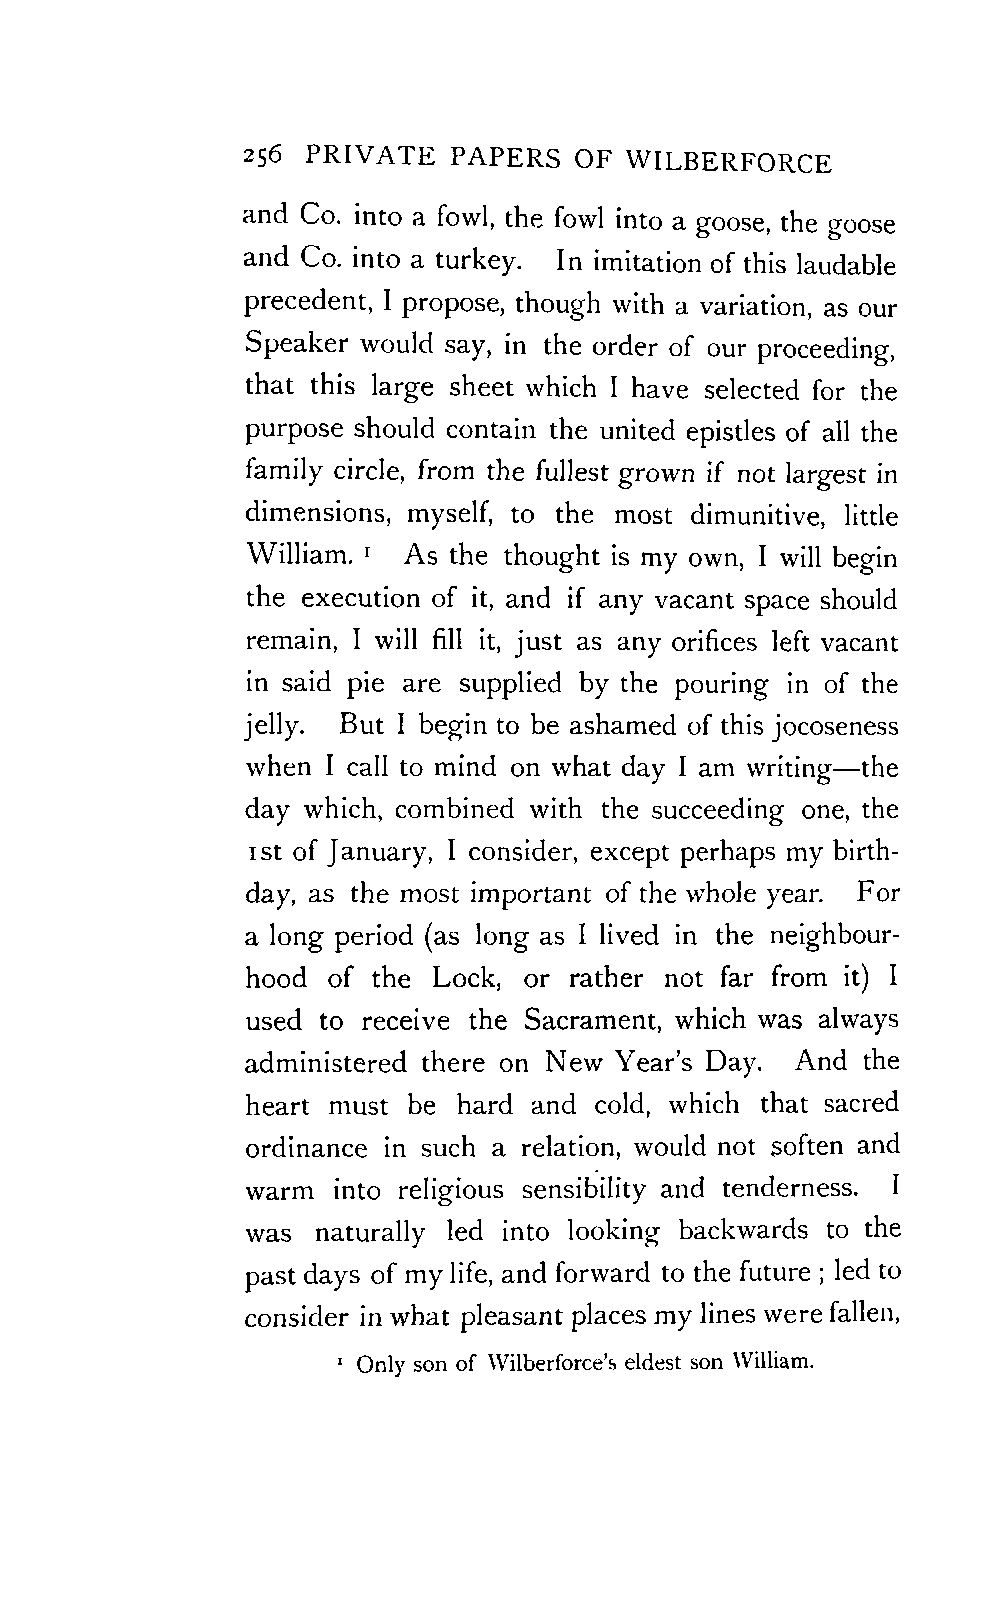 256 PRIVATE PAPERS OF WILBERFORCE
and Co. into a fowl, the fowl into a goose, the goose
and Co. into a turkey. In imitation of this laudable
precedent, I propose, though with a variation, as our
Speaker would say, in the order of our proceeding,
that this large sheet which I have selected for the
purpose should contain the united epistles of all the
family circle, from the fullest grown if not largest in
dimensions, myself, to the most dimunitive, little
William. ¹ As the thought is my own, I will begin
the execution of it, and if any vacant space should
remain, I will fill it, just as any orifices left vacant
in said pie are supplied by the pouring in of the
jelly. But I begin to be ashamed of this jocoseness
when I call to mind on what day I am writing—the
day which, combined with the succeeding one, the
1st of January, I consider, except perhaps my birth-
day, as the most important of the whole year. For
a long period (as long as I lived in the neighbour-
hood of the Lock, or rather not far from it) I
used to receive the Sacrament, which was always
administered there on New Year's Day. And the
heart must be hard and cold, which that sacred
ordinance in such a relation, would not soften and
warm into religious sensibility and tenderness. I
was naturally led into looking backwards to the
past days of my life, and forward to the future ; led to
consider in what pleasant places my lines were fallen,
¹ Only son of Wilberforce's eldest son William.